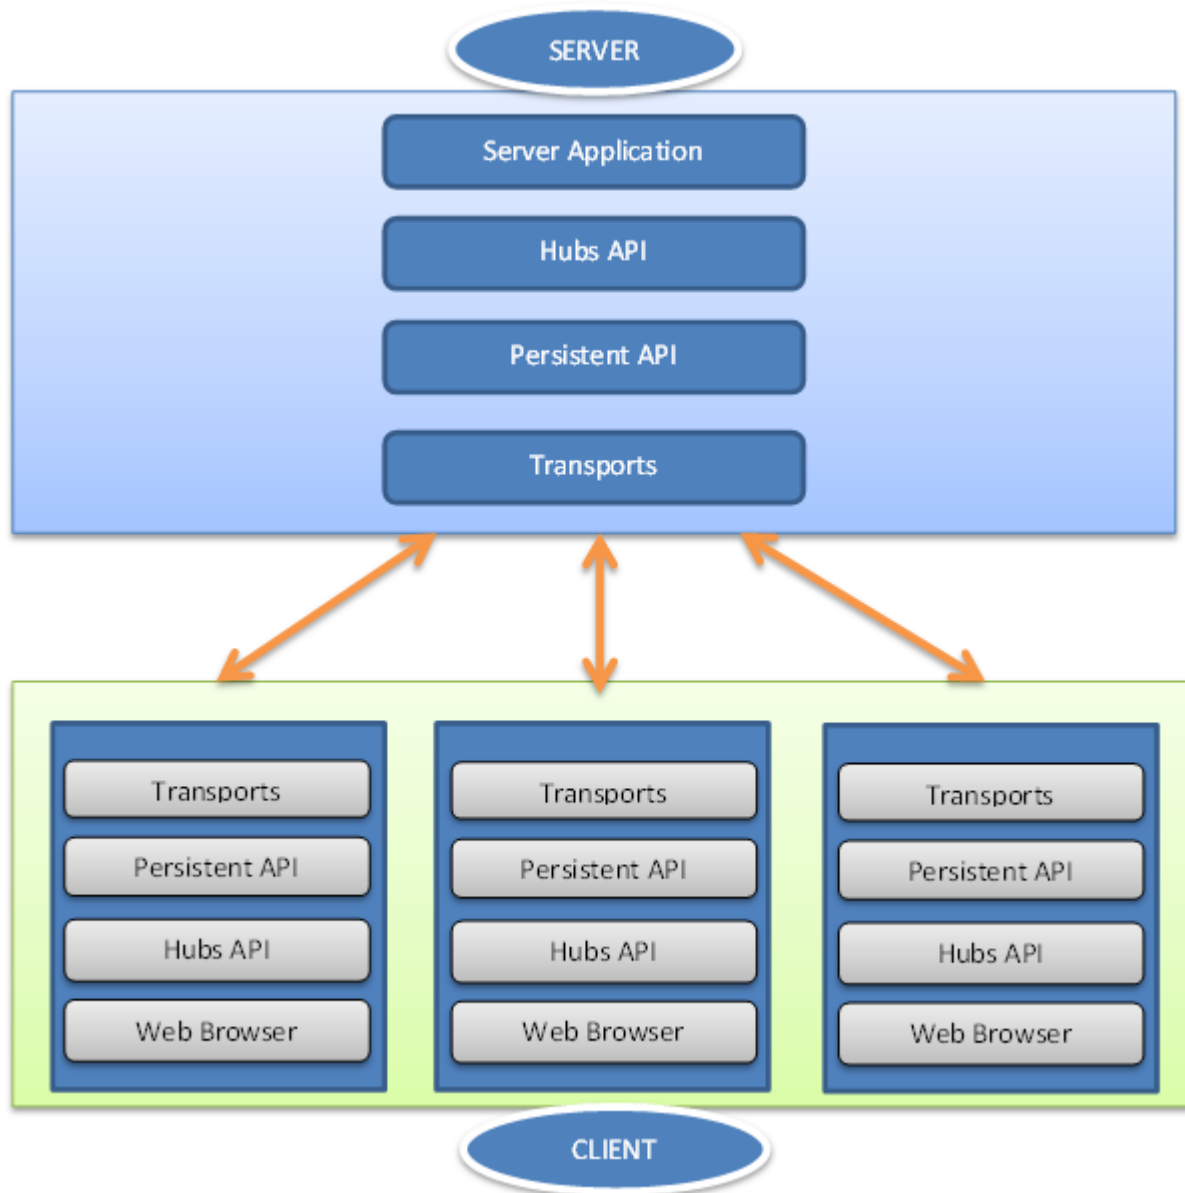 SERVER
Server Application
Hubs API
Persistent API
Transports
Transports
Persistent API
Hubs API
Web Browser
Transports
Persistent API
Hubs API
Web Browser
Transports
Persistent API
Hubs API
Web Browser
CLIENT